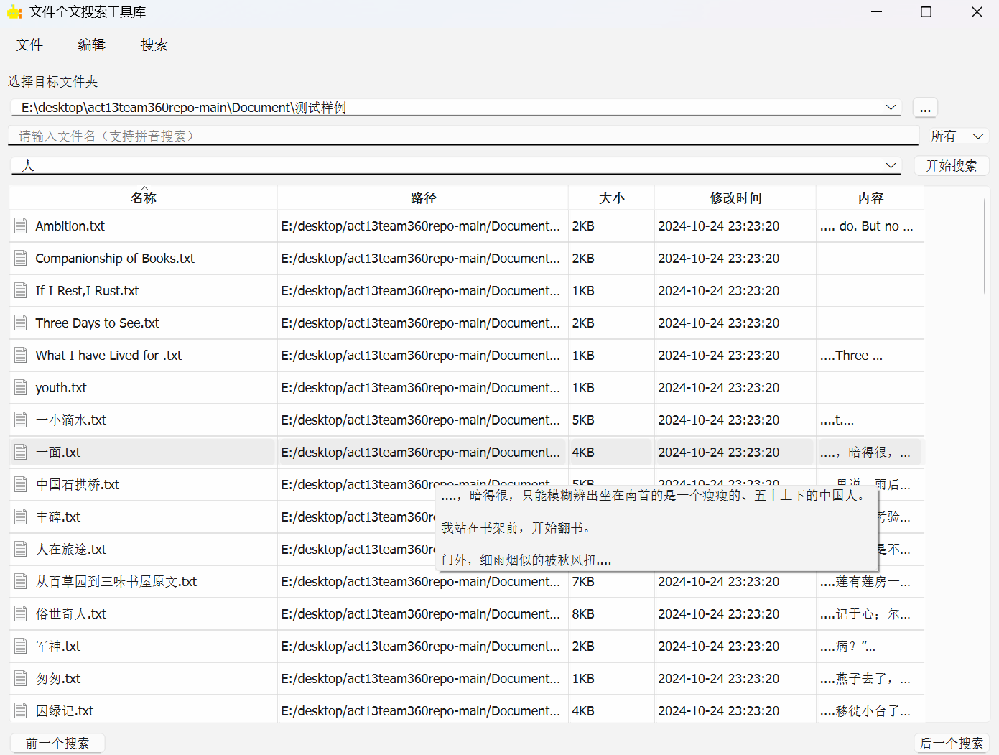 文件全文搜索工具库
文件 编辑 搜索
选择目标文件夹
E:\desktop\act13team360repo-main\Document\测试样例 ...
请输入文件名（支持拼音搜索） 所有
人 开始搜索
名称 路径 大小 修改时间 内容
Ambition.txt E:/desktop/act13team360repo-main/Document... 2KB 2024-10-24 23:23:20 .... do. But no ...
Companionship of Books.txt E:/desktop/act13team360repo-main/Document... 2KB 2024-10-24 23:23:20
If I Rest,I Rust.txt E:/desktop/act13team360repo-main/Document... 1KB 2024-10-24 23:23:20
Three Days to See.txt E:/desktop/act13team360repo-main/Document... 2KB 2024-10-24 23:23:20
What I have Lived for .txt E:/desktop/act13team360repo-main/Document... 1KB 2024-10-24 23:23:20 ....Three ...
youth.txt E:/desktop/act13team360repo-main/Document... 1KB 2024-10-24 23:23:20
一小滴水.txt E:/desktop/act13team360repo-main/Document... 5KB 2024-10-24 23:23:20 ....t....
一面.txt E:/desktop/act13team360repo-main/Document... 4KB 2024-10-24 23:23:20 ....，暗得很，...
中国石拱桥.txt E:/desktop/act13team360repo-main/Document... 5KB 2024-10-24 23:23:20 雨后...
....，暗得很，只能模糊辨出坐在南首的是一个瘦瘦的、五十上下的中国人。
丰碑.txt E:/desktop/act13team360repo 考验...
我站在书架前，开始翻书。
人在旅途.txt E:/desktop/act13team360repo 是不...
门外，细雨烟似的被秋风扭....
从百草园到三味书屋原文.txt E:/desktop/act13team360repo-main/Document... 7KB 2024-10-24 23:23:20 ....莲有莲房一...
俗世奇人.txt E:/desktop/act13team360repo-main/Document... 8KB 2024-10-24 23:23:20 ....记于心；尔...
军神.txt E:/desktop/act13team360repo-main/Document... 2KB 2024-10-24 23:23:20 ....病？”...
匆匆.txt E:/desktop/act13team360repo-main/Document... 1KB 2024-10-24 23:23:20 ....燕子去了，...
囚绿记.txt E:/desktop/act13team360repo-main/Document... 4KB 2024-10-24 23:23:20 ....移徙小台子...
前一个搜索 后一个搜索